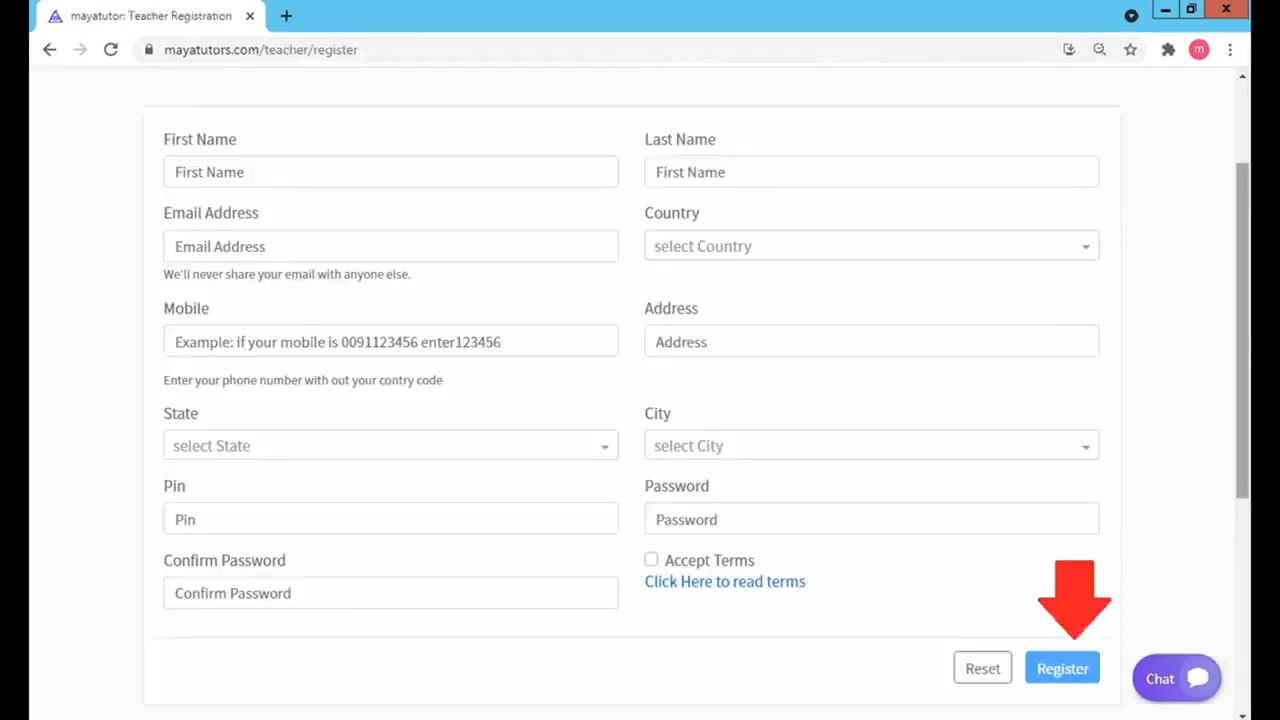 mayatutor: Teacher Registration
mayatutors.com/teacher/register
m
First Name
Last Name
First Name
First Name
Email Address
Country
Email Address
select Country
We'll never share your email with anyone else.
Mobile
Address
Example: if your mobile is 0091123456 enter123456
Address
Enter your phone number with out your contry code
State
City
select State
select City
Pin
Password
Pin
Password
Confirm Password
Accept Terms
Click Here to read terms
Confirm Password
Reset
Register
Chat